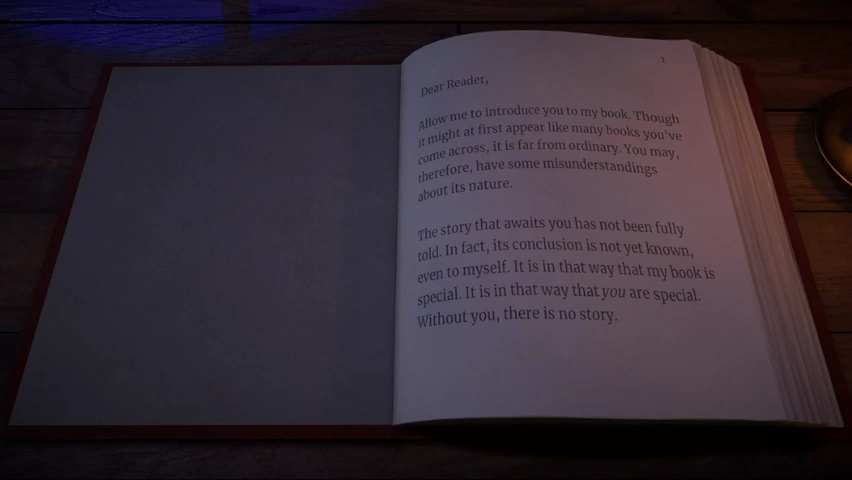 1
Dear Reader,
Allow me to introduce you to my book. Though
it might at first appear like many books you've
come across, it is far from ordinary. You may,
therefore, have some misunderstandings
about its nature.
The story that awaits you has not been fully
told. In fact, its conclusion is not yet known,
even to myself. It is in that way that my book is
special. It is in that way that you are special.
Without you, there is no story.